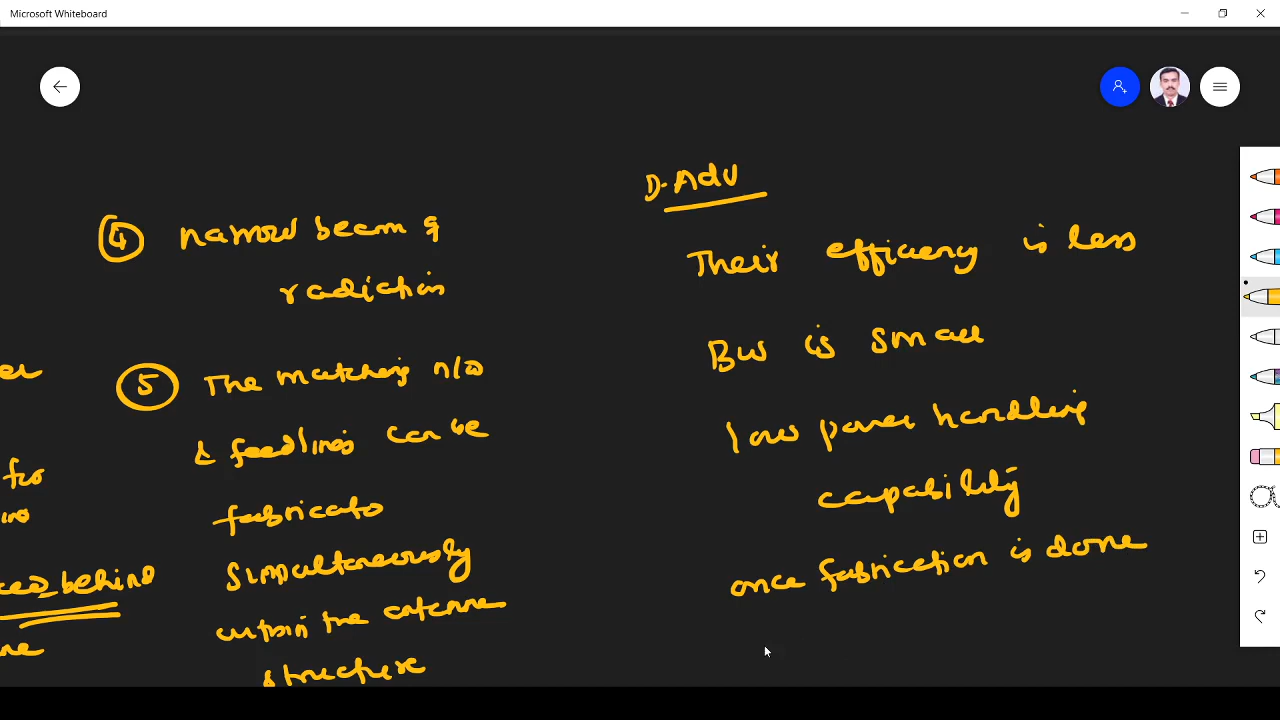 Microsoft Whiteboard
④ narrow beam of
radiation
⑤ The matching n/w
& feedlines can be
fabricated
simultaneously
within the antenna
structure
behind
D-Adv
Their efficiency is less
BW is small
low power handling
capability
once fabrication is done